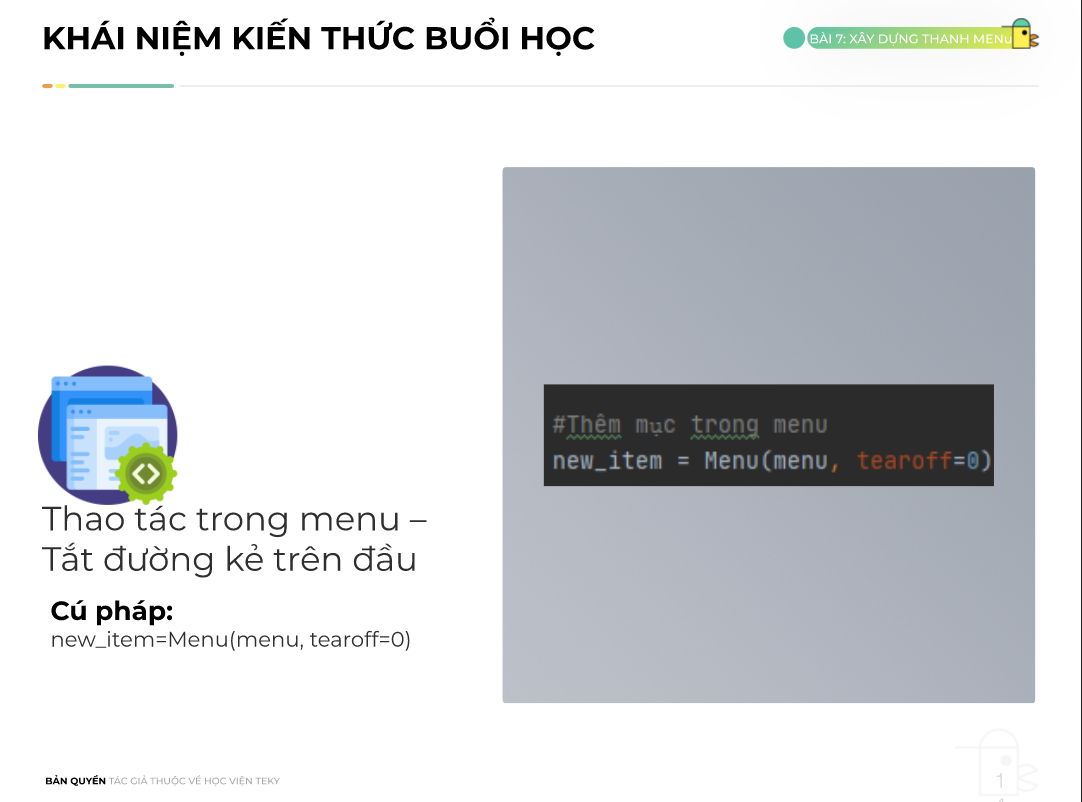 KHÁI NIỆM KIẾN THỨC BUỔI HỌC
BÀI 7: XÂY DỰNG THANH MENu
#Thêm mục trong menu
new_item = Menu(menu, tearoff=0)
Thao tác trong menu –
Tắt đường kẻ trên đầu
Cú pháp:
new_item=Menu(menu, tearoff=0)
BẢN QUYỀN TÁC GIẢ THUỘC VỀ HỌC VIỆN TEKY
1